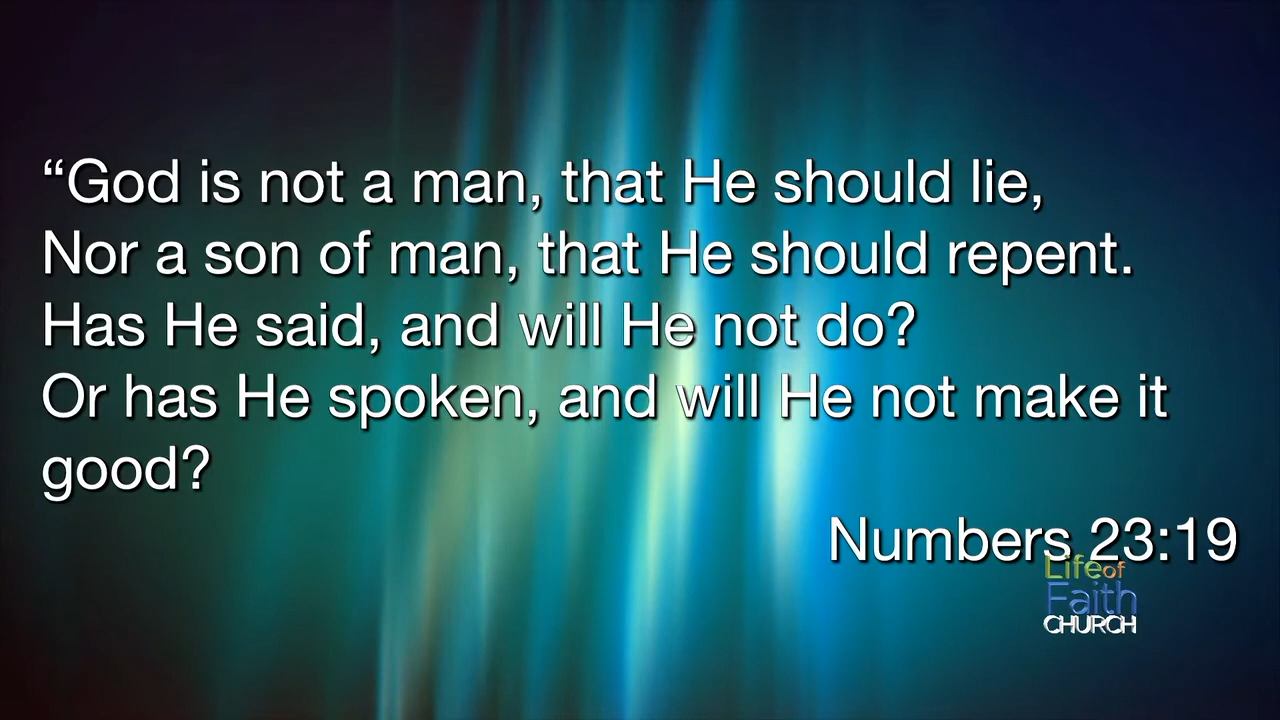 “God is not a man, that He should lie,
Nor a son of man, that He should repent.
Has He said, and will He not do?
Or has He spoken, and will He not make it
good?
Numbers 23:19
Life of
Faith
CHURCH